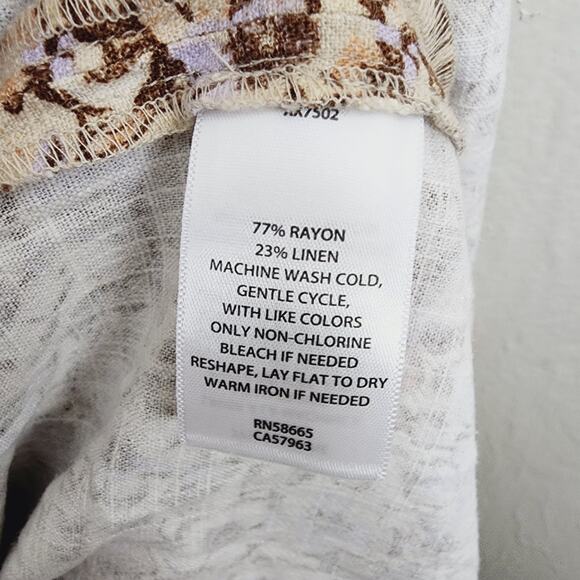 AX7502
77% RAYON
23% LINEN
MACHINE WASH COLD,
GENTLE CYCLE,
WITH LIKE COLORS
ONLY NON-CHLORINE
BLEACH IF NEEDED
RESHAPE, LAY FLAT TO DRY
WARM IRON IF NEEDED
RN58665
CA57963